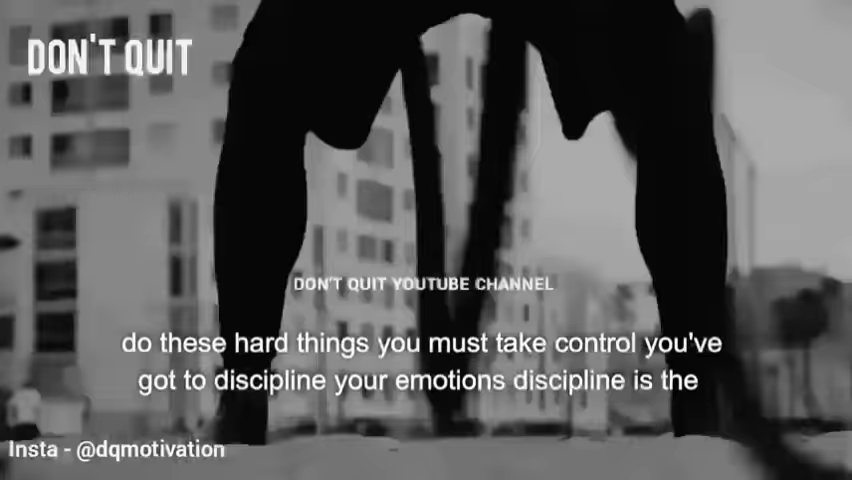 DON'T QUIT
DON'T QUIT YOUTUBE CHANNEL
do these hard things you must take control you've
got to discipline your emotions discipline is the
Insta - @dqmotivation